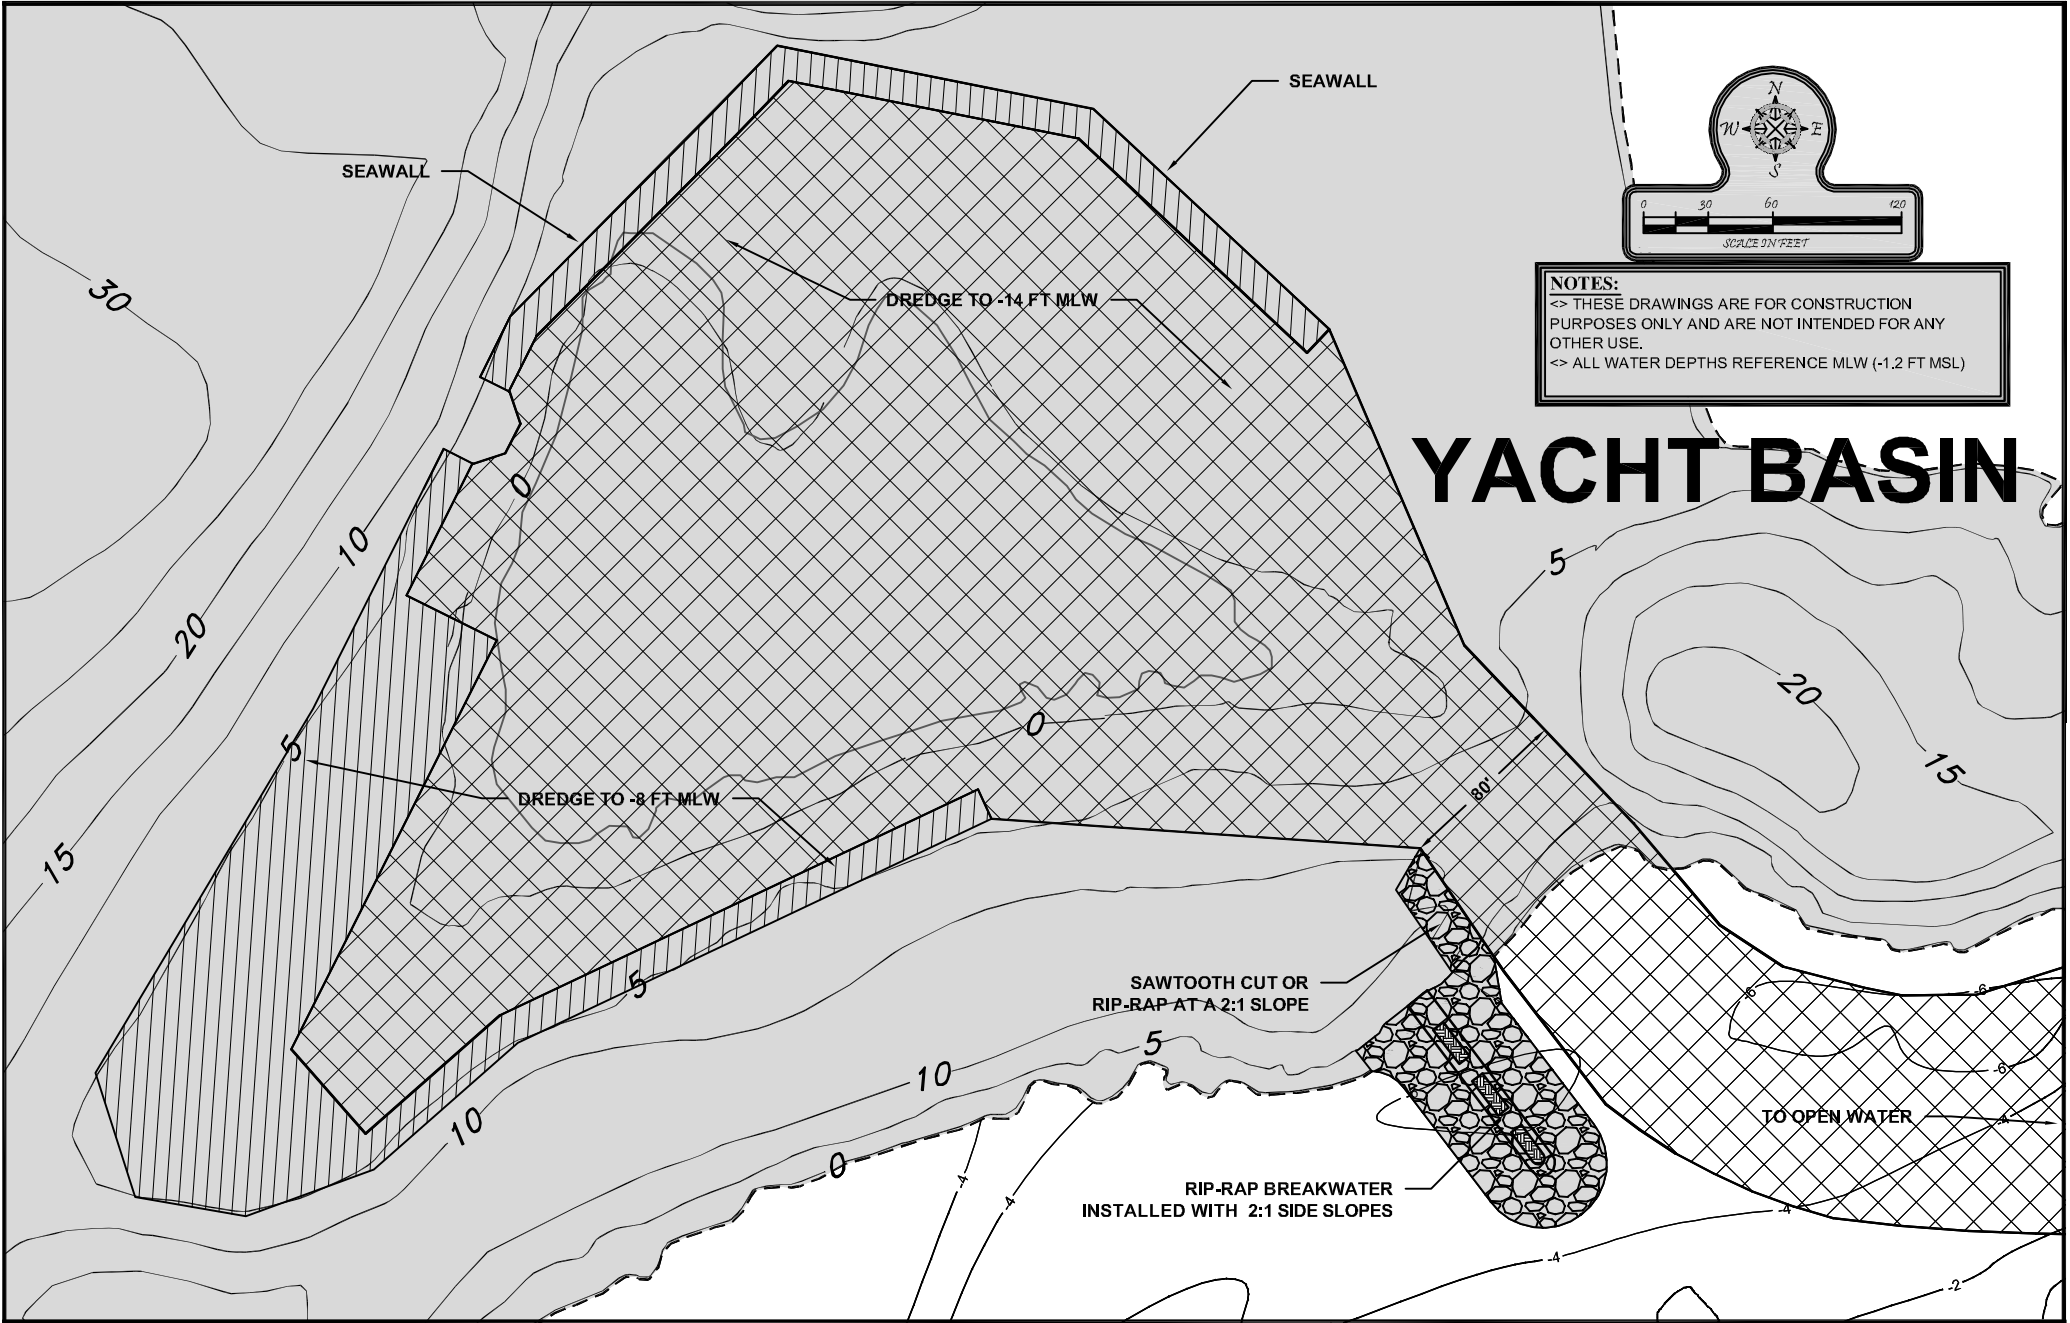 SEAWALL
N
W E
S
SEAWALL
0 30 60 120
SCALE IN FEET
NOTES:
<> THESE DRAWINGS ARE FOR CONSTRUCTION
PURPOSES ONLY AND ARE NOT INTENDED FOR ANY
OTHER USE.
<> ALL WATER DEPTHS REFERENCE MLW (-1.2 FT MSL)
30
DREDGE TO -14 FT MLW
YACHT BASIN
0
10
5
20
20
0
5
15
80'
DREDGE TO -8 FT MLW
15
5
SAWTOOTH CUT OR
RIP-RAP AT A 2:1 SLOPE
-6
-6
5
10
-6
10
TO OPEN WATER
-4
0
-4
-4
RIP-RAP BREAKWATER
INSTALLED WITH 2:1 SIDE SLOPES
-4
-4
-2